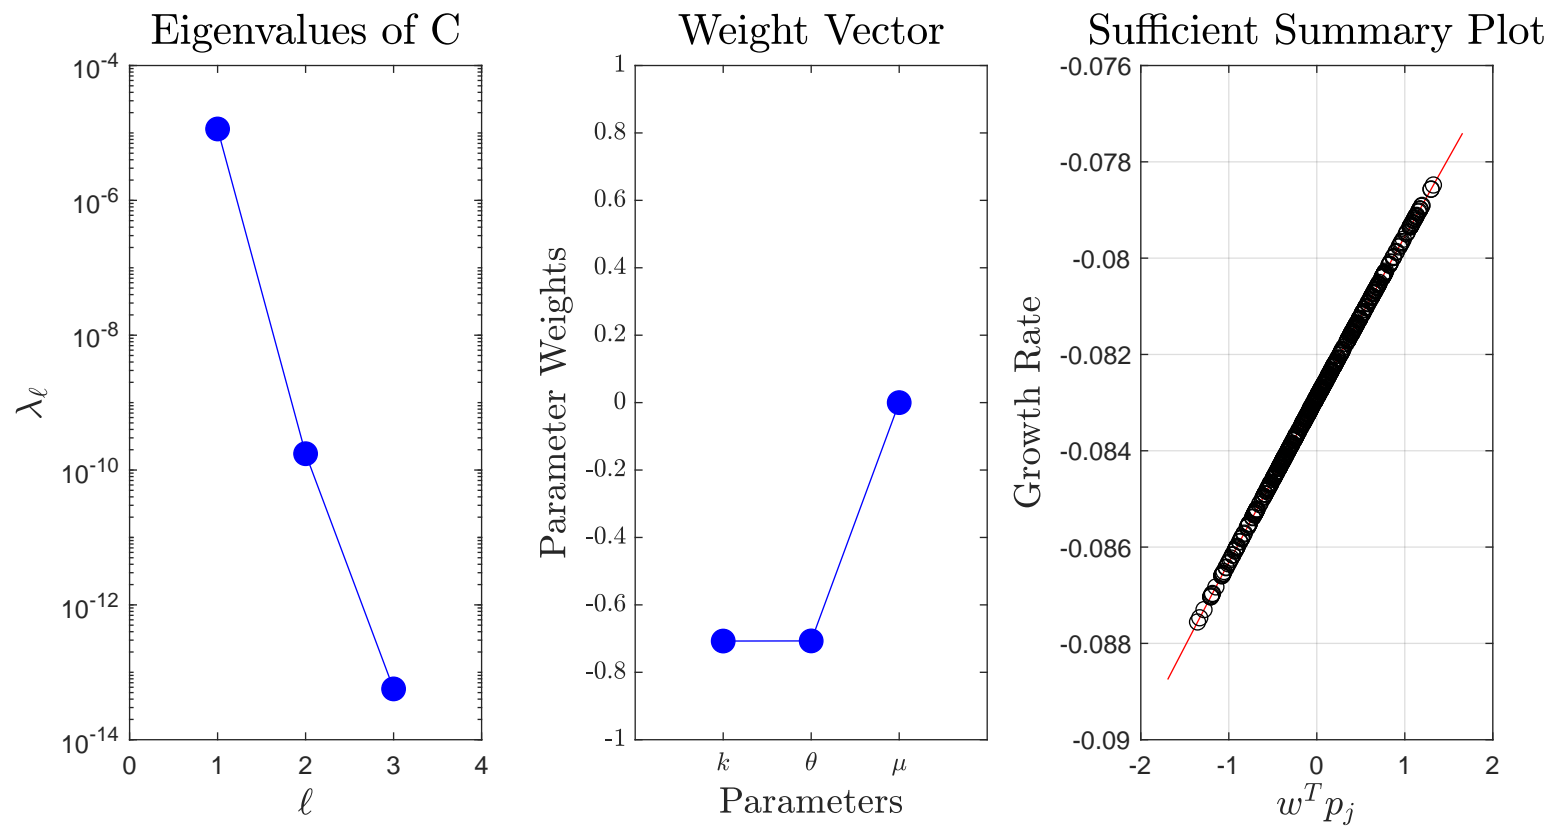 Eigenvalues of C
10⁻⁴
10⁻⁶
10⁻⁸
10⁻¹⁰
10⁻¹²
10⁻¹⁴
λ_ℓ
0 1 2 3 4
ℓ
Weight Vector
1
0.8
0.6
0.4
0.2
0
-0.2
-0.4
-0.6
-0.8
-1
Parameter Weights
k θ μ
Parameters
Sufficient Summary Plot
-0.076
-0.078
-0.08
-0.082
-0.084
-0.086
-0.088
-0.09
Growth Rate
-2 -1 0 1 2
w^T p_j